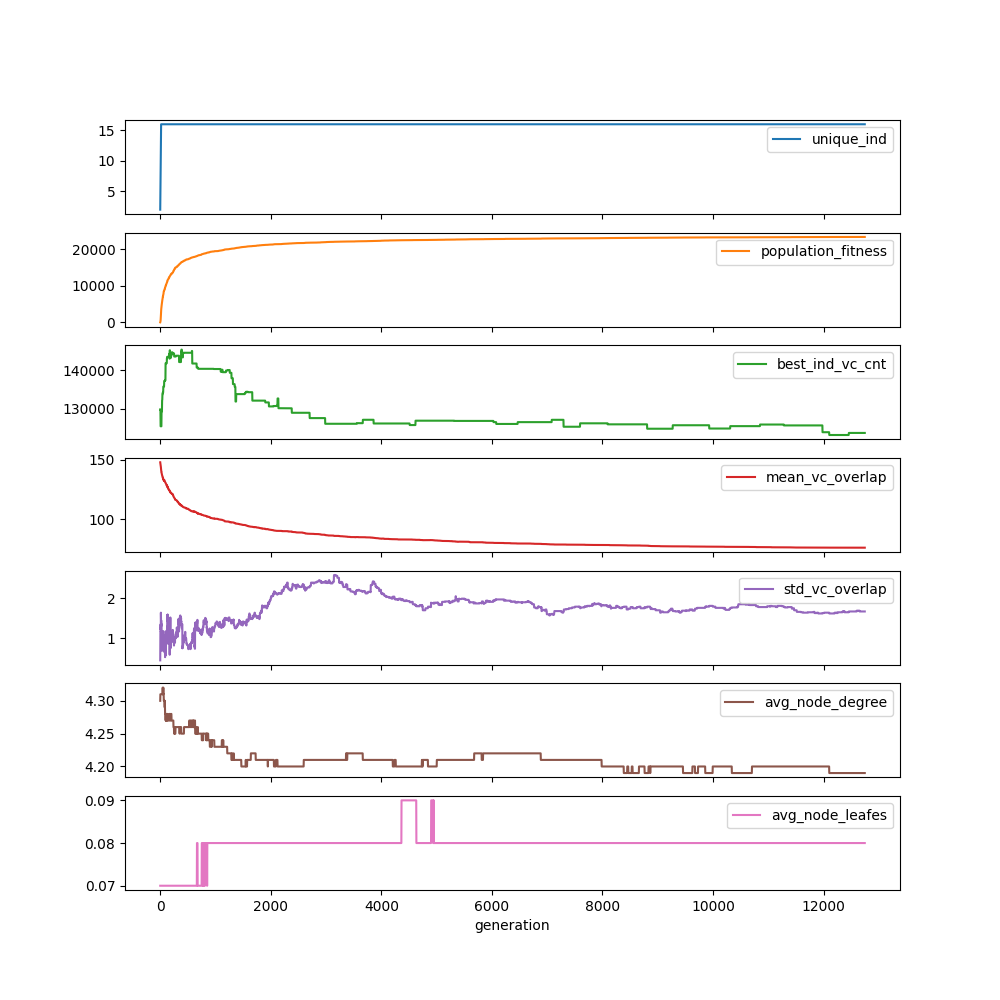 15
10
5
unique_ind
20000
10000
0
population_fitness
140000
130000
best_ind_vc_cnt
150
100
mean_vc_overlap
2
1
std_vc_overlap
4.30
4.25
4.20
avg_node_degree
0.09
0.08
0.07
avg_node_leafes
0 2000 4000 6000 8000 10000 12000
generation